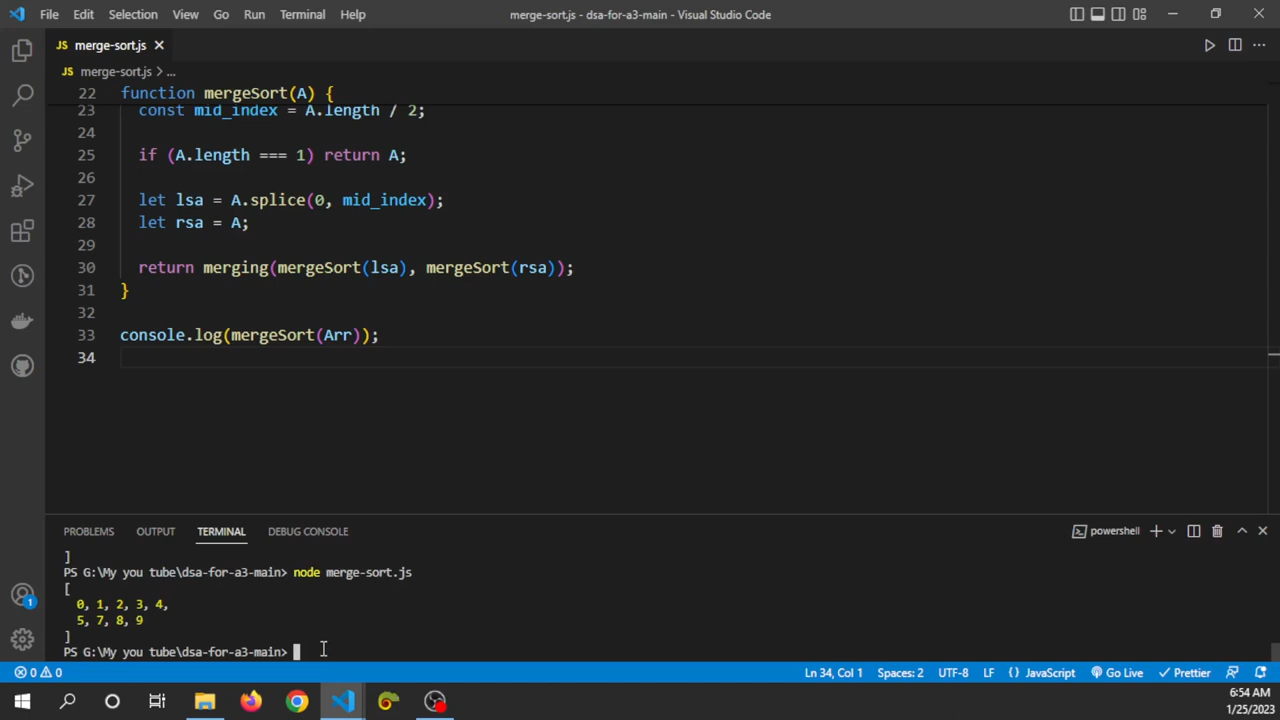 File Edit Selection View Go Run Terminal Help merge-sort.js - dsa-for-a3-main - Visual Studio Code
JS merge-sort.js
JS merge-sort.js > ...
22 function mergeSort(A) {
23 const mid_index = A.length / 2;
24
25 if (A.length === 1) return A;
26
27 let lsa = A.splice(0, mid_index);
28 let rsa = A;
29
30 return merging(mergeSort(lsa), mergeSort(rsa));
31 }
32
33 console.log(mergeSort(Arr));
34
PROBLEMS OUTPUT TERMINAL DEBUG CONSOLE powershell
]
PS G:\My you tube\dsa-for-a3-main> node merge-sort.js
[
0, 1, 2, 3, 4,
5, 7, 8, 9
]
PS G:\My you tube\dsa-for-a3-main>
1
0 0 Ln 34, Col 1 Spaces: 2 UTF-8 LF {} JavaScript Go Live Prettier
6:54 AM
1/25/2023